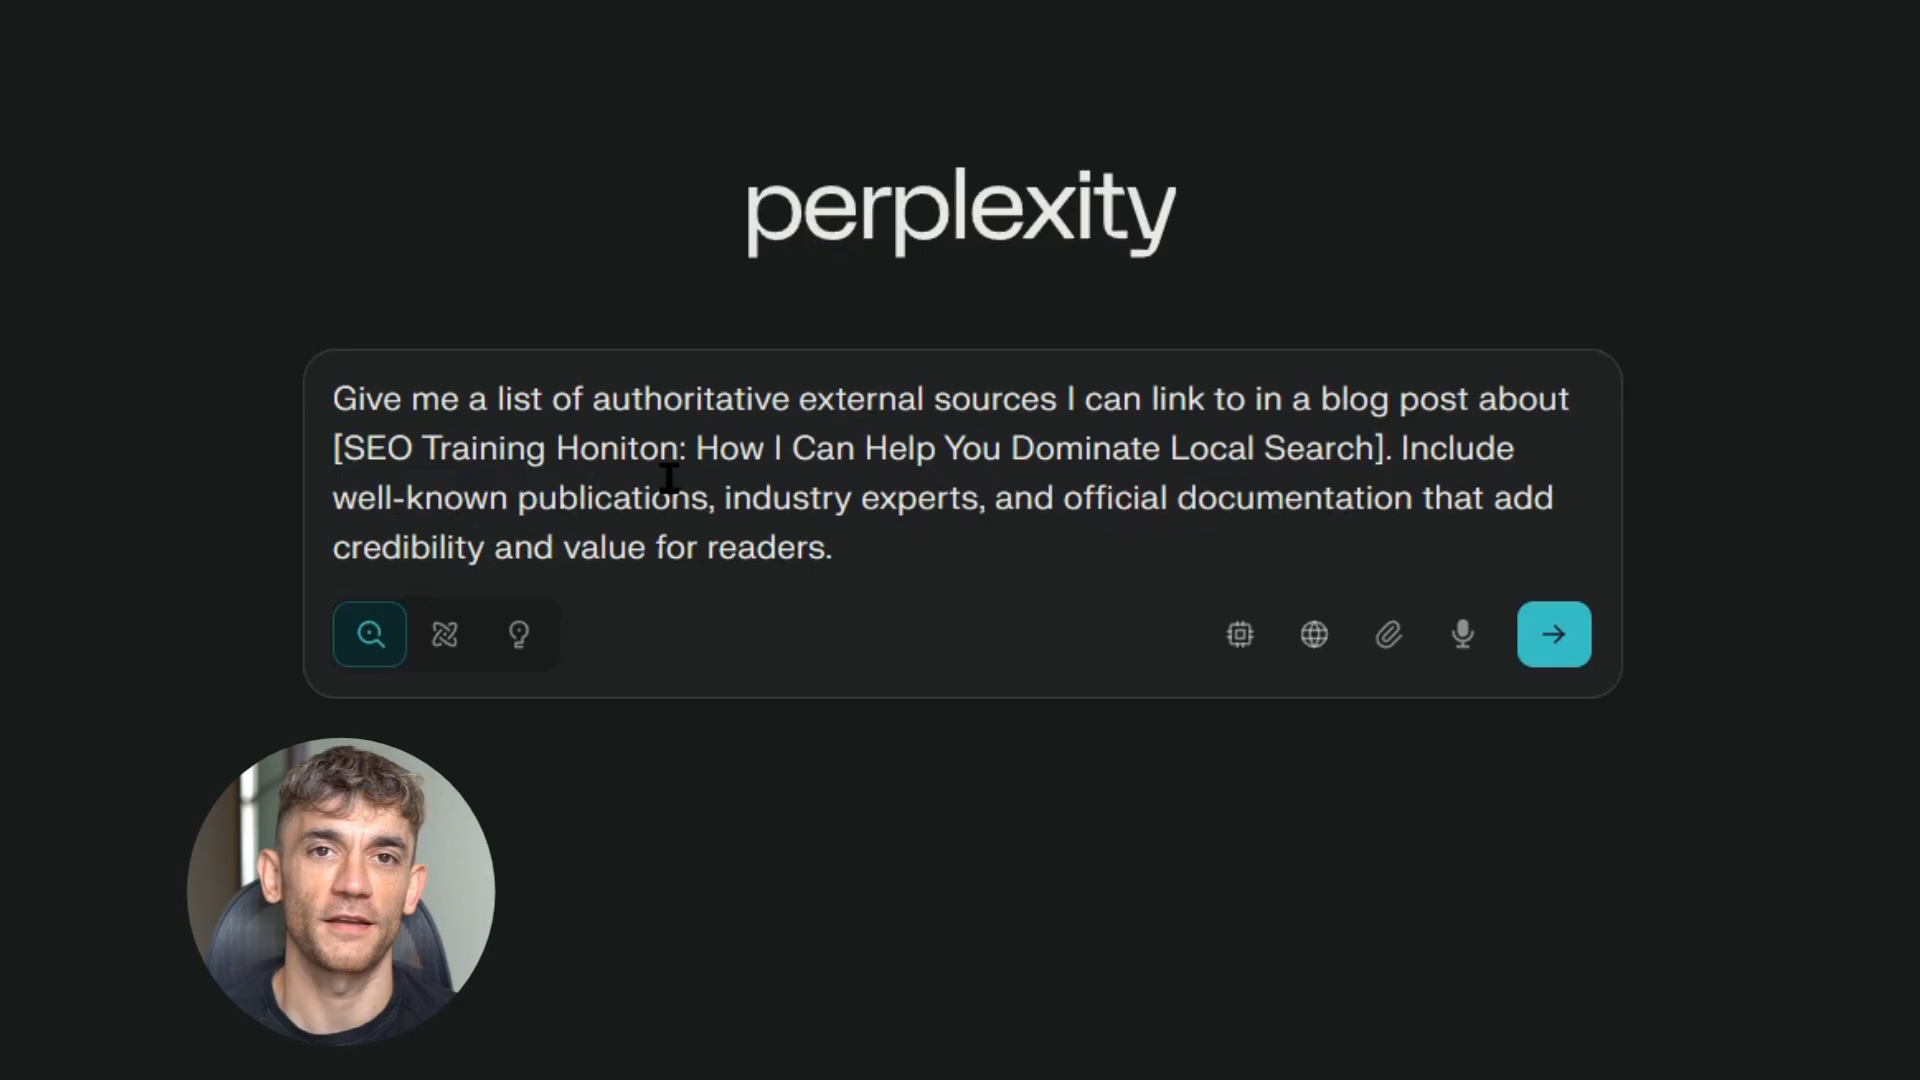 perplexity
Give me a list of authoritative external sources I can link to in a blog post about
[SEO Training Honiton: How I Can Help You Dominate Local Search]. Include
well-known publications, industry experts, and official documentation that add
credibility and value for readers.